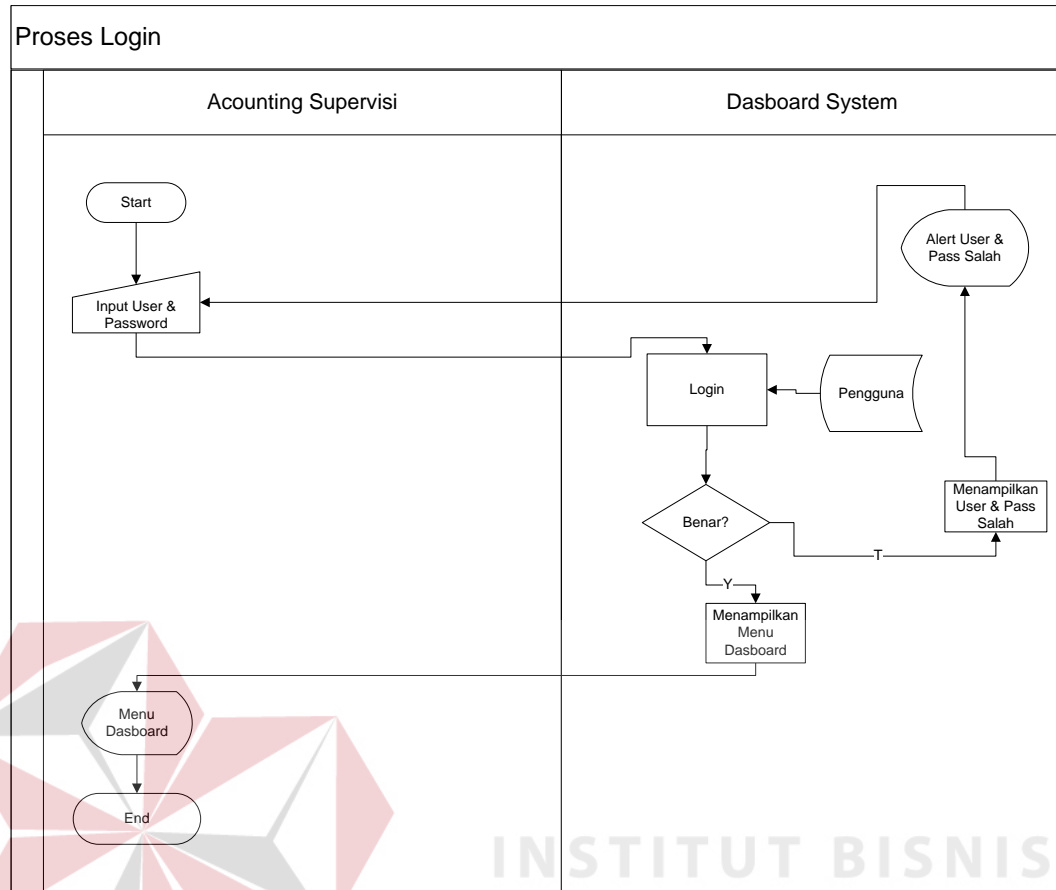 Proses Login
Acounting Supervisi
Dasboard System
Start
Input User &
Password
Alert User &
Pass Salah
Login
Pengguna
Benar?
Menampilkan
User & Pass
Salah
T
Y
Menampilkan
Menu
Dasboard
Menu
Dasboard
End
INSTITUT BISNIS